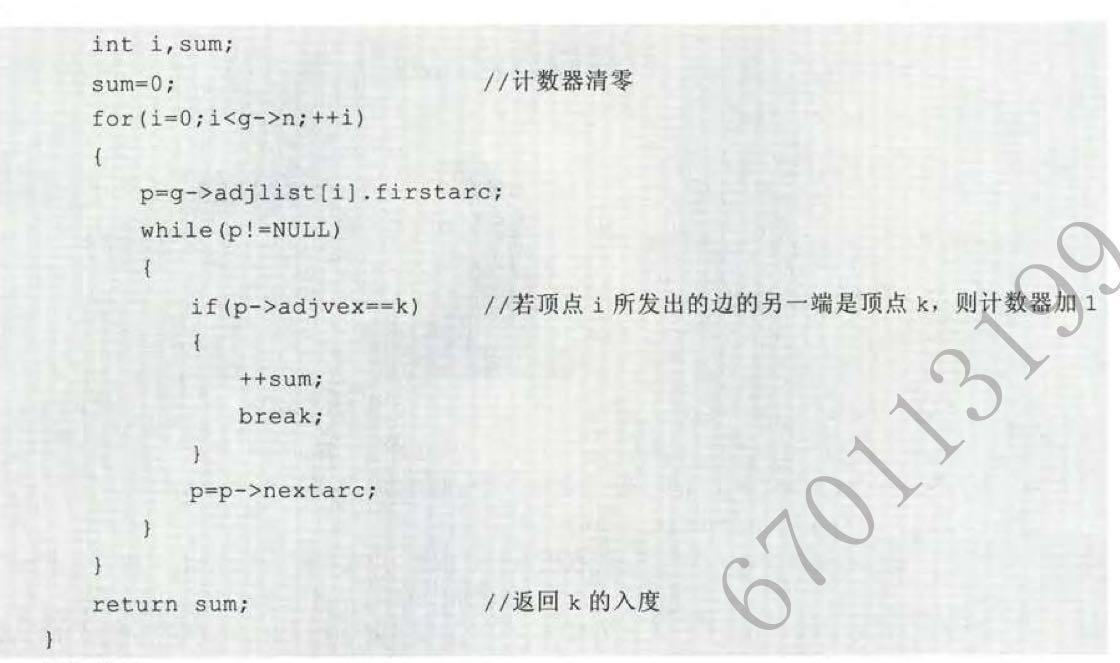 int i,sum;
sum=0; //计数器清零
for(i=0;i<g->n;++i)
{
p=g->adjlist[i].firstarc;
while(p!=NULL)
{
if(p->adjvex==k) //若顶点 i 所发出的边的另一端是顶点 k，则计数器加 1
{
++sum;
break;
}
p=p->nextarc;
}
}
return sum; //返回 k 的入度
}
670113199